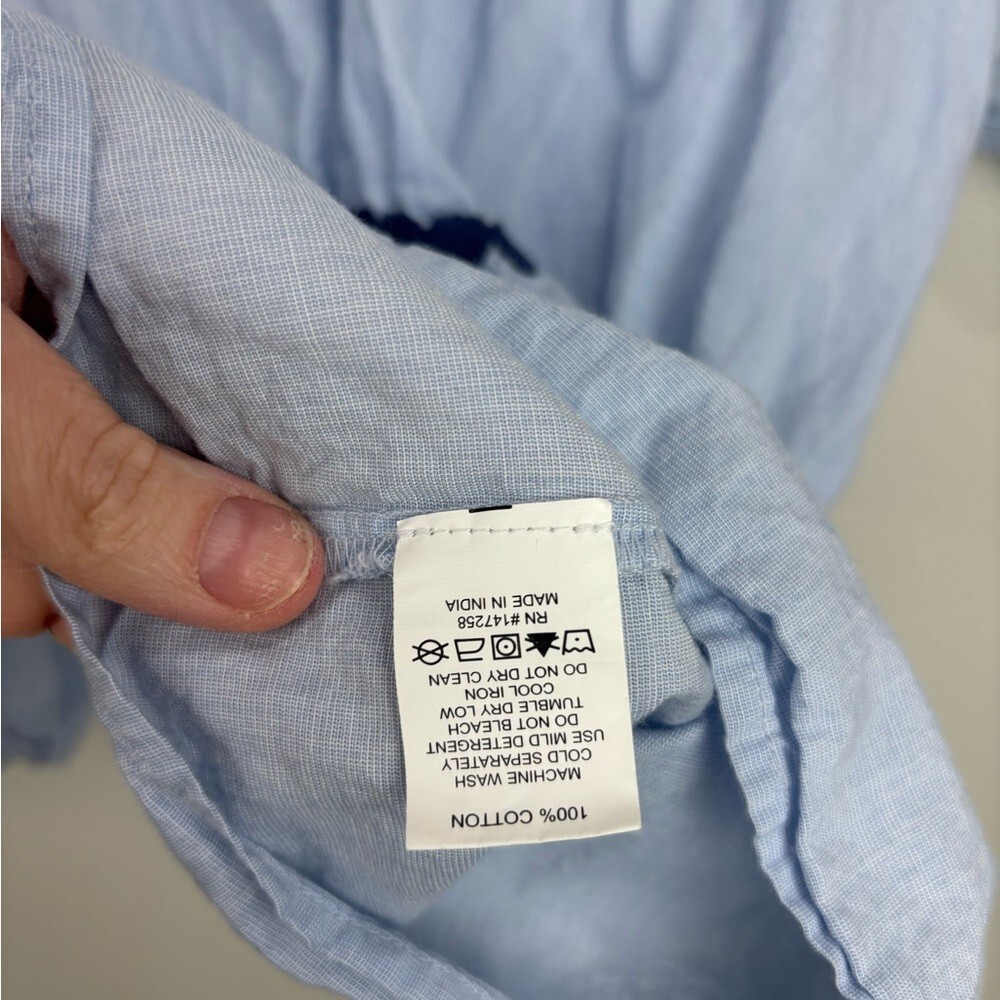 100% COTTON
MACHINE WASH
COLD SEPARATELY
USE MILD DETERGENT
DO NOT BLEACH
TUMBLE DRY LOW
COOL IRON
DO NOT DRY CLEAN
RN #147258
MADE IN INDIA